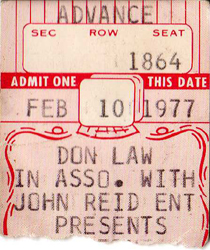 ADVANCE
SEC ROW SEAT
1864
ADMIT ONE THIS DATE
FEB 10 1977
DON LAW
IN ASSO. WITH
JOHN REID ENT
PRESENTS